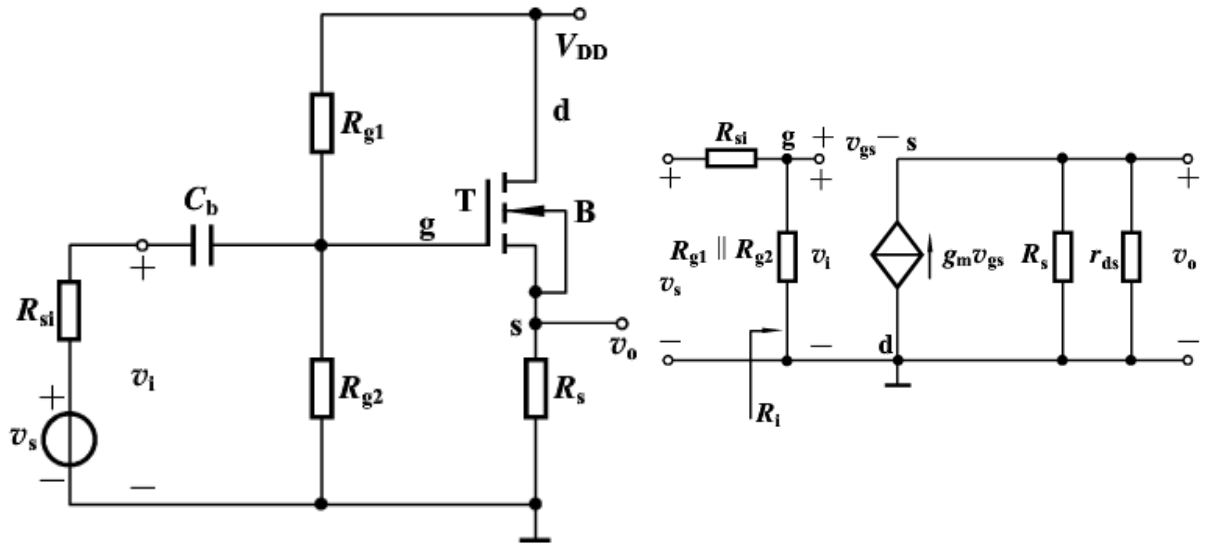 V_DD
d
R_g1
T
B
C_b
g
+
R_si
s
v_o
v_i
R_g2
R_s
+
v_s
−
−
R_si
g
+
v_gs
−
s
+
+
+
R_g1 || R_g2
v_i
g_m v_gs
R_s
r_ds
v_o
v_s
−
−
d
−
R_i